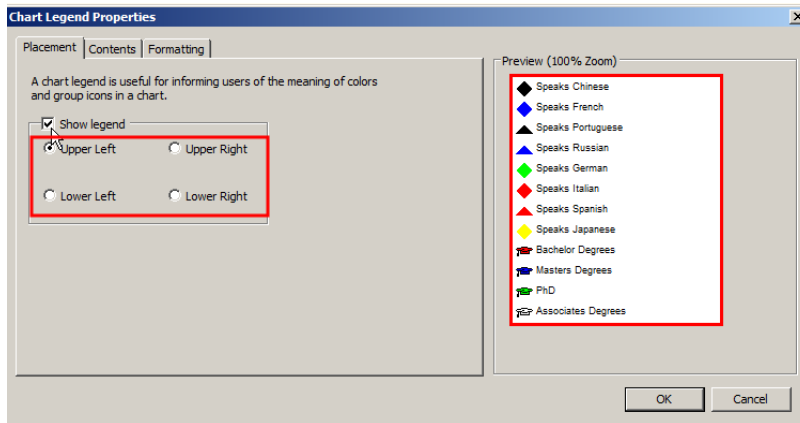 Chart Legend Properties
Placement Contents Formatting
A chart legend is useful for informing users of the meaning of colors
and group icons in a chart.
Show legend
Upper Left Upper Right
Lower Left Lower Right
Preview (100% Zoom)
Speaks Chinese
Speaks French
Speaks Portuguese
Speaks Russian
Speaks German
Speaks Italian
Speaks Spanish
Speaks Japanese
Bachelor Degrees
Masters Degrees
PhD
Associates Degrees
OK Cancel